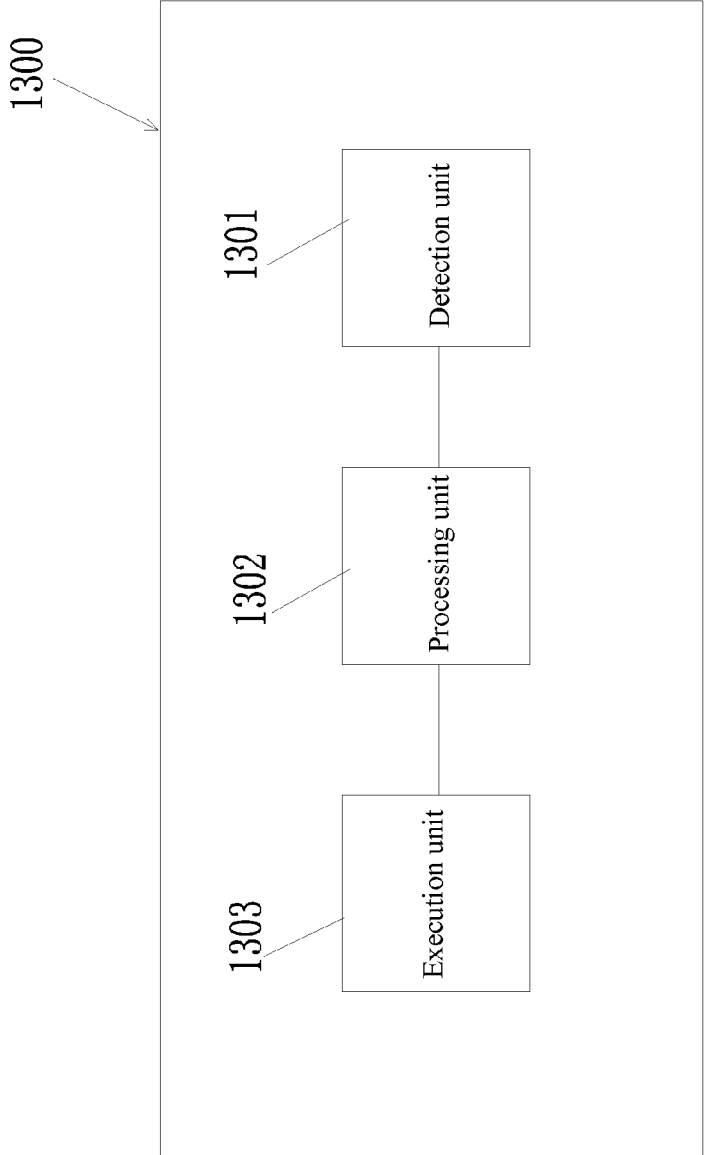 1300
1303
1302
1301
Execution unit
Processing unit
Detection unit